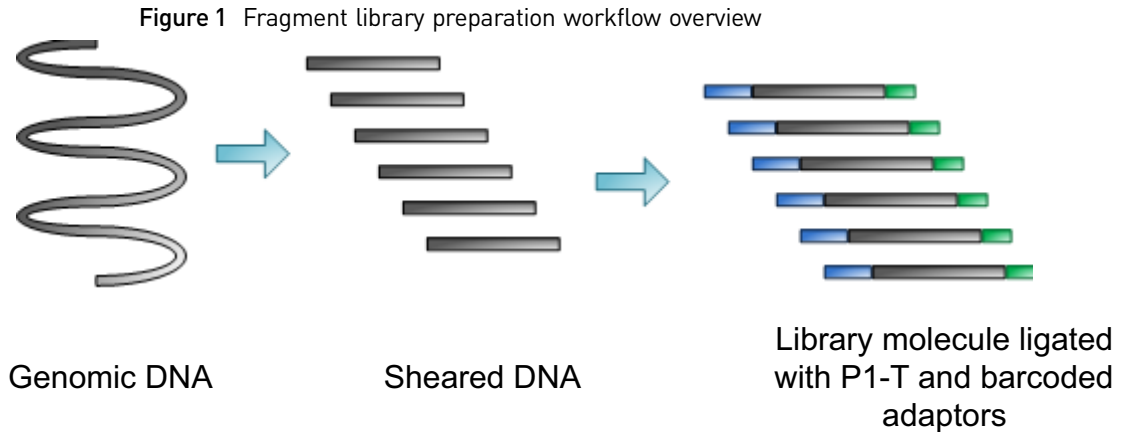 Figure 1 Fragment library preparation workflow overview
Genomic DNA
Sheared DNA
Library molecule ligated
with P1-T and barcoded
adaptors